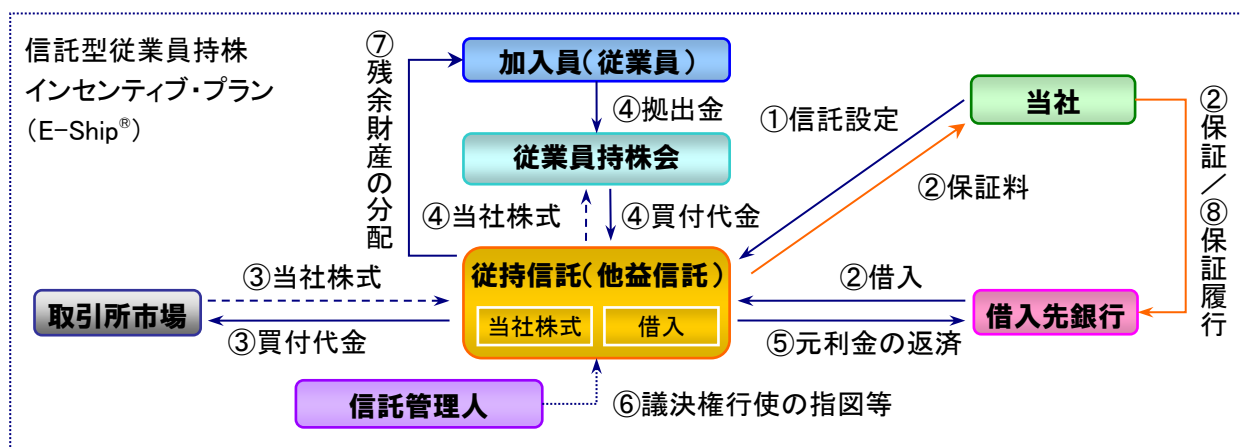 信託型従業員持株
インセンティブ・プラン
(E-Ship®)
⑦残余財産の分配
加入員(従業員)
④拠出金
従業員持株会
④当社株式
④買付代金
①信託設定
②保証料
当社
②保証/⑧保証履行
③当社株式
取引所市場
③買付代金
従持信託(他益信託)
当社株式
借入
②借入
⑤元利金の返済
借入先銀行
信託管理人
⑥議決権行使の指図等